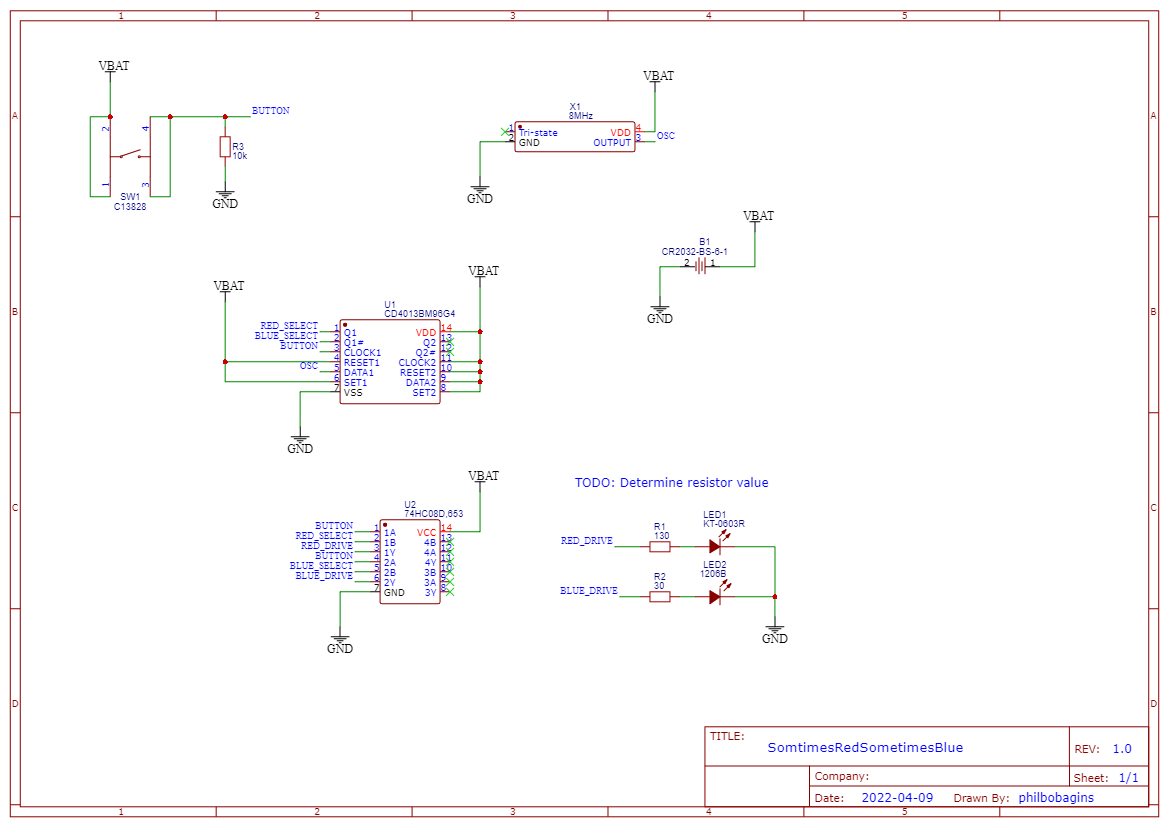 1 2 3 4 5
A A
B B
C C
D D
VBAT
2 4
1 3
SW1
C13828
BUTTON
R3
10k
GND
X1
8MHz
1 Tri-state VDD 4
2 GND OUTPUT 3
OSC
VBAT
GND
VBAT
B1
CR2032-BS-6-1
2 1
GND
VBAT
VBAT
U1
CD4013BM96G4
RED_SELECT 1 Q1 VDD 14
BLUE_SELECT 2 Q1# Q2 13
BUTTON 3 CLOCK1 Q2# 12
4 RESET1 CLOCK2 11
OSC 5 DATA1 RESET2 10
6 SET1 DATA2 9
7 VSS SET2 8
GND
VBAT
U2
74HC08D,653
BUTTON 1 1A VCC 14
RED_SELECT 2 1B 4B 13
RED_DRIVE 3 1Y 4A 12
BUTTON 4 2A 4Y 11
BLUE_SELECT 5 2B 3B 10
BLUE_DRIVE 6 2Y 3A 9
7 GND 3Y 8
GND
TODO: Determine resistor value
RED_DRIVE
R1
130
LED1
KT-0603R
BLUE_DRIVE
R2
30
LED2
1206B
GND
TITLE:
SomtimesRedSometimesBlue
REV: 1.0
Company:
Sheet: 1/1
Date: 2022-04-09 Drawn By: philbobagins
1 2 3 4 5